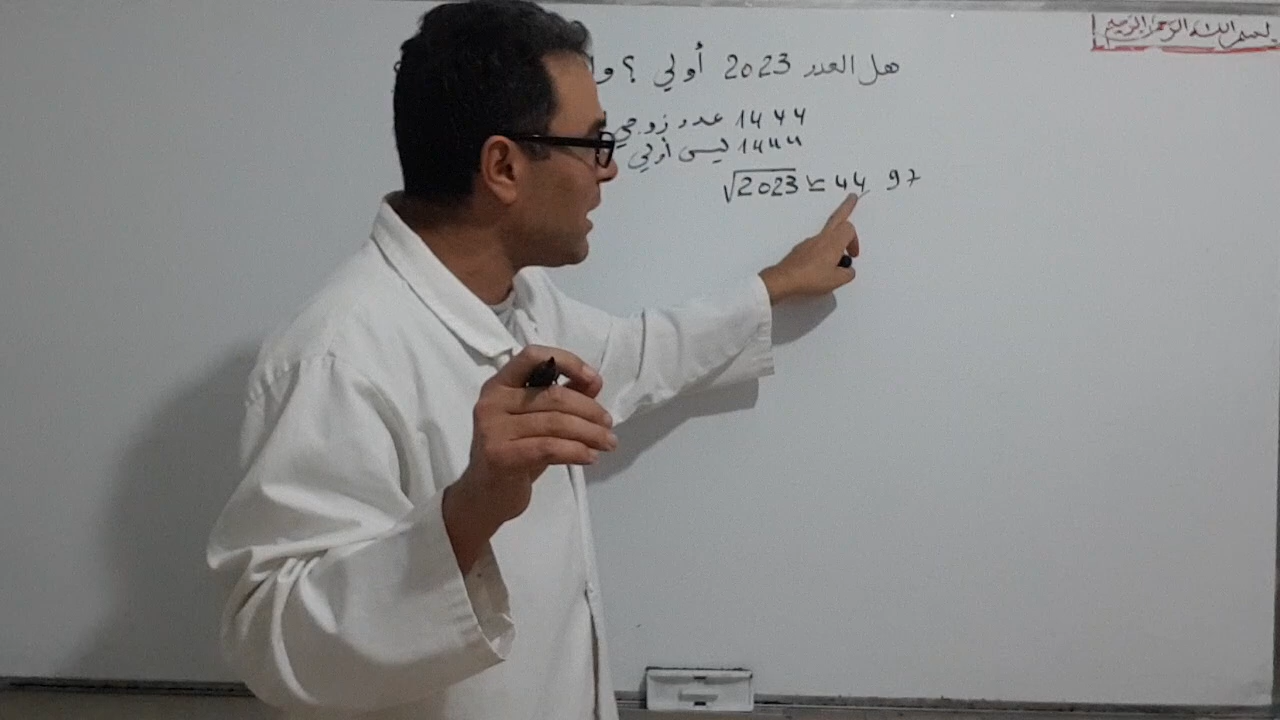 بسم الله الرحمن الرحيم
هل العدد 2023 أولي ؟
1444 عدد زوجي
1444 ليس أولي
√2023 ≃ 44 97